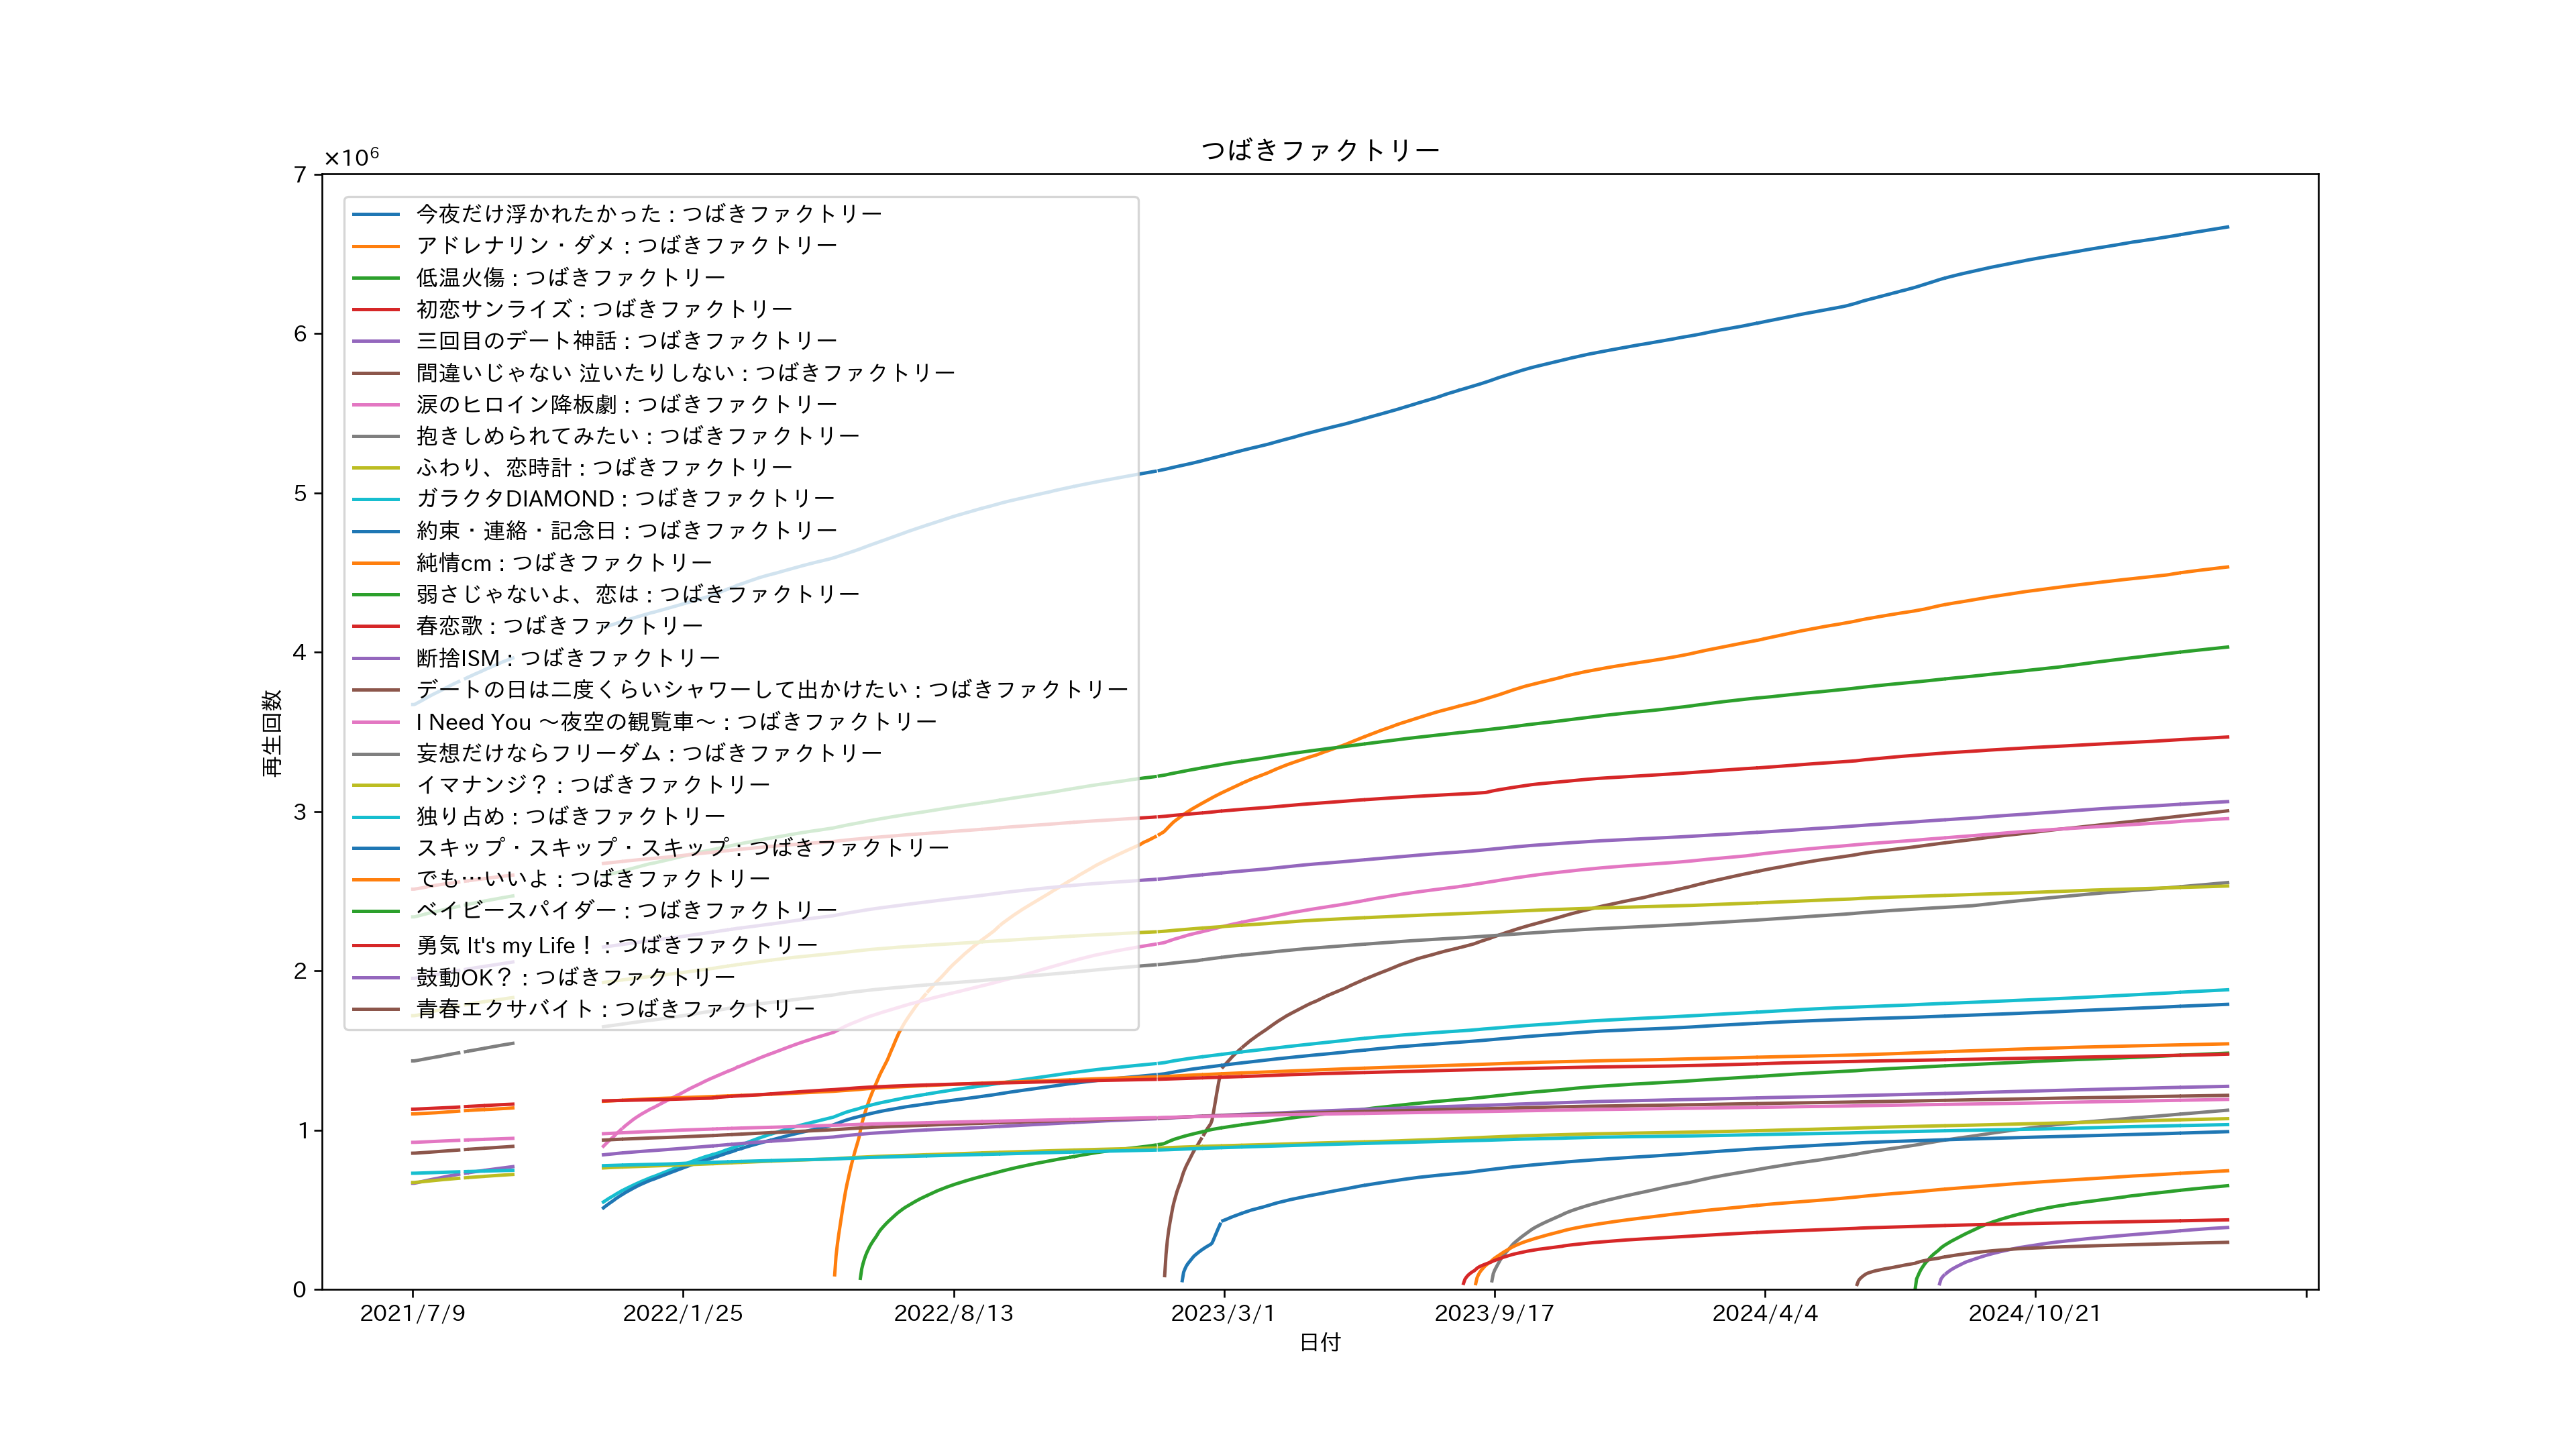 つばきファクトリー
×10⁶
7
6
5
4
3
2
1
0
再生回数
今夜だけ浮かれたかった : つばきファクトリー
アドレナリン・ダメ : つばきファクトリー
低温火傷 : つばきファクトリー
初恋サンライズ : つばきファクトリー
三回目のデート神話 : つばきファクトリー
間違いじゃない 泣いたりしない : つばきファクトリー
涙のヒロイン降板劇 : つばきファクトリー
抱きしめられてみたい : つばきファクトリー
ふわり、恋時計 : つばきファクトリー
ガラクタDIAMOND : つばきファクトリー
約束・連絡・記念日 : つばきファクトリー
純情cm : つばきファクトリー
弱さじゃないよ、恋は : つばきファクトリー
春恋歌 : つばきファクトリー
断捨ISM : つばきファクトリー
デートの日は二度くらいシャワーして出かけたい : つばきファクトリー
I Need You ～夜空の観覧車～ : つばきファクトリー
妄想だけならフリーダム : つばきファクトリー
イマナンジ？ : つばきファクトリー
独り占め : つばきファクトリー
スキップ・スキップ・スキップ : つばきファクトリー
でも…いいよ : つばきファクトリー
ベイビースパイダー : つばきファクトリー
勇気 It's my Life！ : つばきファクトリー
鼓動OK？ : つばきファクトリー
青春エクサバイト : つばきファクトリー
2021/7/9 2022/1/25 2022/8/13 2023/3/1 2023/9/17 2024/4/4 2024/10/21
日付